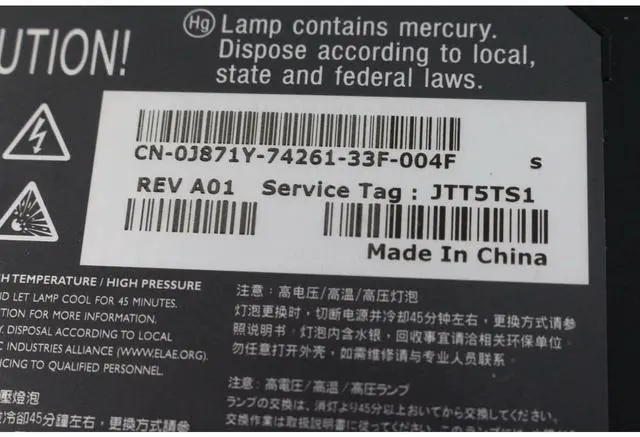 UTION!
Hg Lamp contains mercury.
Dispose according to local,
state and federal laws.
CN-0J871Y-74261-33F-004F S
REV A01 Service Tag : JTT5TS1
Made In China
H TEMPERATURE / HIGH PRESSURE
ND LET LAMP COOL FOR 45 MINUTES.
TION FOR MORE INFORMATION.
Y. DISPOSAL ACCORDING TO LOCAL
C INDUSTRIES ALLIANCE (WWW.ELAE.ORG).
NCING TO QUALIFIED PERSONNEL.
壓燈泡
並冷卻45分鐘左右，更換方式請參
注意：高电压/高温/高压灯泡
灯泡更换时，切断电源并冷却45分钟左右，更换方式请参
照说明书。灯泡内含水银，回收事宜请洽相关环保单位。
勿任意打开外壳，如需维修请与专业人员联系
注意：高電圧/高温/高圧ランプ
ランプの交換は、消灯より45分以上おいてから交換してください。